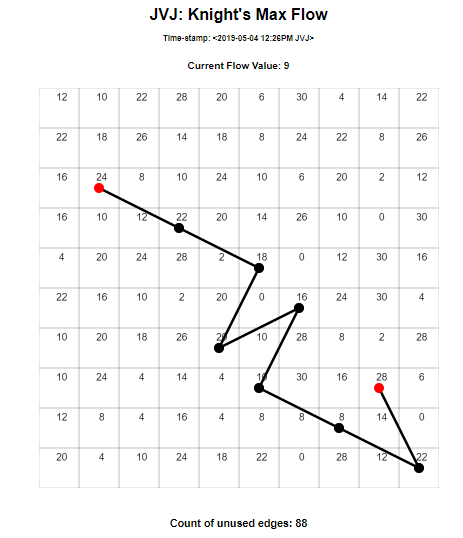 JVJ: Knight's Max Flow
Time-stamp: <2019-05-04 12:26PM JVJ>
Current Flow Value: 9
12 10 22 28 20 6 30 4 14 22
22 18 26 14 18 8 24 22 8 26
16 24 8 10 24 10 6 20 2 12
16 10 12 22 20 14 26 10 0 30
4 20 24 28 2 18 0 12 30 16
22 16 10 2 20 0 16 24 30 4
10 20 18 26 10 28 8 2 28
10 24 4 14 4 30 16 28 6
12 8 4 16 4 8 8 8 14 0
20 4 10 24 18 22 0 28 12 22
Count of unused edges: 88